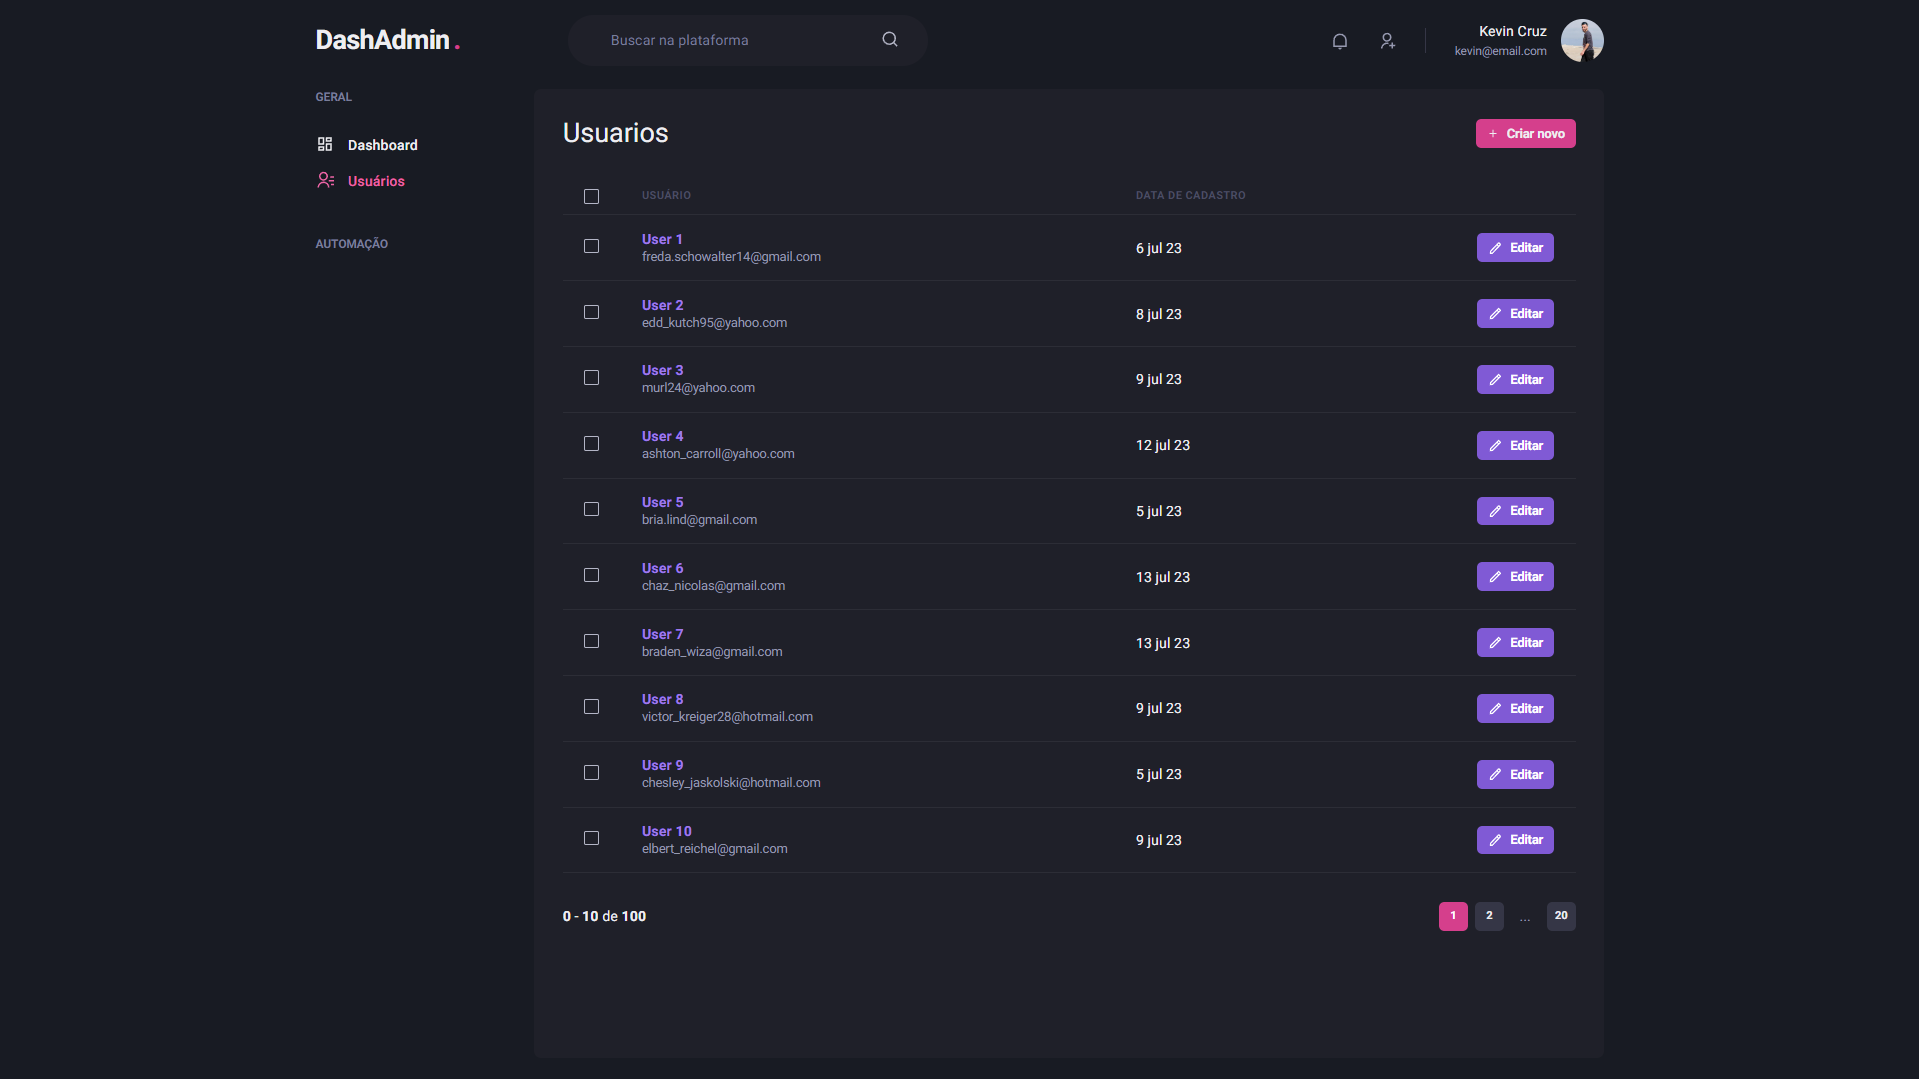 DashAdmin .
Buscar na plataforma
Kevin Cruz
kevin@email.com
GERAL
Dashboard
Usuários
AUTOMAÇÃO
Usuarios
+ Criar novo
USUÁRIO DATA DE CADASTRO
User 1
freda.schowalter14@gmail.com
6 jul 23
Editar
User 2
edd_kutch95@yahoo.com
8 jul 23
Editar
User 3
murl24@yahoo.com
9 jul 23
Editar
User 4
ashton_carroll@yahoo.com
12 jul 23
Editar
User 5
bria.lind@gmail.com
5 jul 23
Editar
User 6
chaz_nicolas@gmail.com
13 jul 23
Editar
User 7
braden_wiza@gmail.com
13 jul 23
Editar
User 8
victor_kreiger28@hotmail.com
9 jul 23
Editar
User 9
chesley_jaskolski@hotmail.com
5 jul 23
Editar
User 10
elbert_reichel@gmail.com
9 jul 23
Editar
0 - 10 de 100
1 2 ... 20